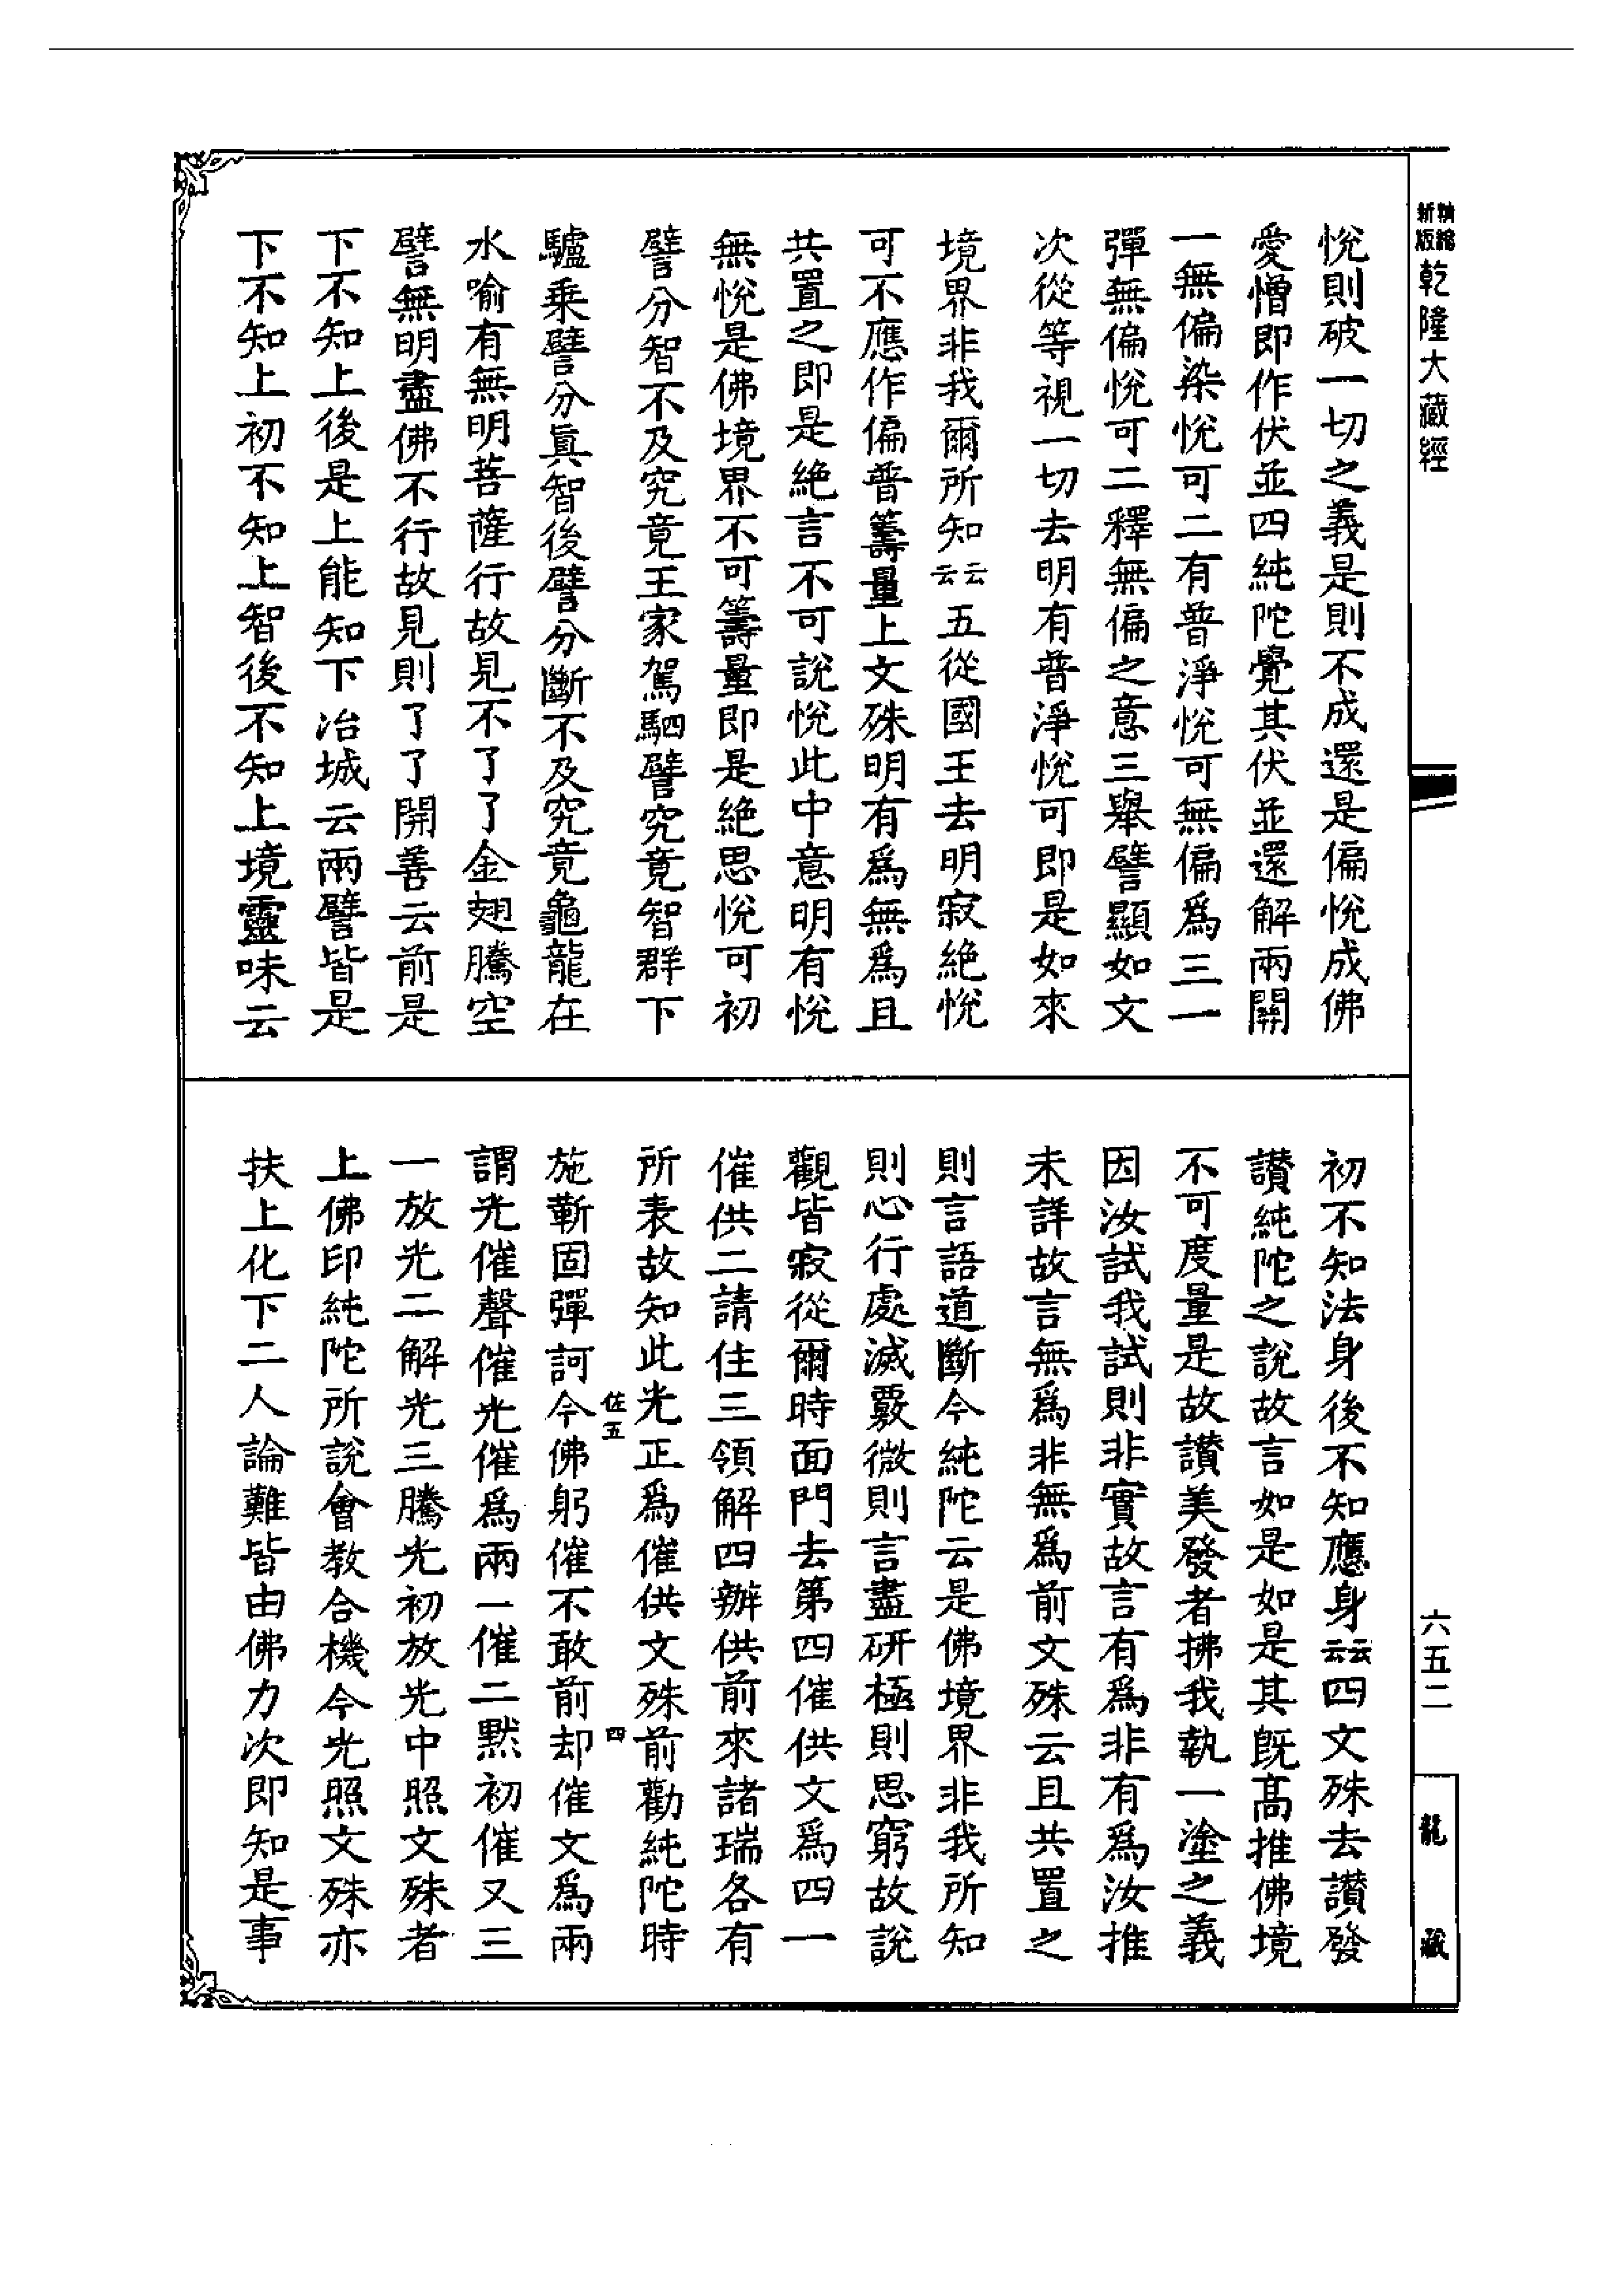 精縮新版乾隆大藏經
悅則破一切之義是則不成還是偏悅成佛
愛憎即作伏並四純陀覺其伏並還解兩關
一無偏染悅可二有普淨悅可無偏爲三一
彈無偏悅可二釋無偏之意三舉譬顯如文
次從等視一切去明有普淨悅可即是如來
境界非我爾所知云云五從國王去明寂絶悅
可不應作偏普籌量上文殊明有爲無爲且
共置之即是絶言不可說悅此中意明有悅
無悅是佛境界不可籌量即是絶思悅可初
譬分智不及究竟王家駕駟譬究竟智群下
驢乘譬分眞智後譬分斷不及究竟龜龍在
水喻有無明菩薩行故見不了了金翅騰空
譬無明盡佛不行故見則了了開善云前是
下不知上後是上能知下冶城云兩譬皆是
下不知上初不知上智後不知上境靈味云
初不知法身後不知應身云云四文殊去讚發
讚純陀之說故言如是如是其旣高推佛境
不可度量是故讚美發者拂我執一塗之義
因汝試我試則非實故言有爲非有爲汝推
未詳故言無爲非無爲前文殊云且共置之
則言語道斷今純陀云是佛境界非我所知
則心行處滅覈微則言盡研極則思窮故說
觀皆寂從爾時面門去第四催供文爲四一
催供二請住三領解四辦供前來諸瑞各有
所表故知此光正爲催供文殊前勸純陀時
佐五 四
施蘄固彈訶今佛躬催不敢前却催文爲兩
謂光催聲催光催爲兩一催二默初催又三
一放光二解光三騰光初放光中照文殊者
上佛印純陀所說會教合機今光照文殊亦
扶上化下二人論難皆由佛力次即知是事
六五二
龍藏